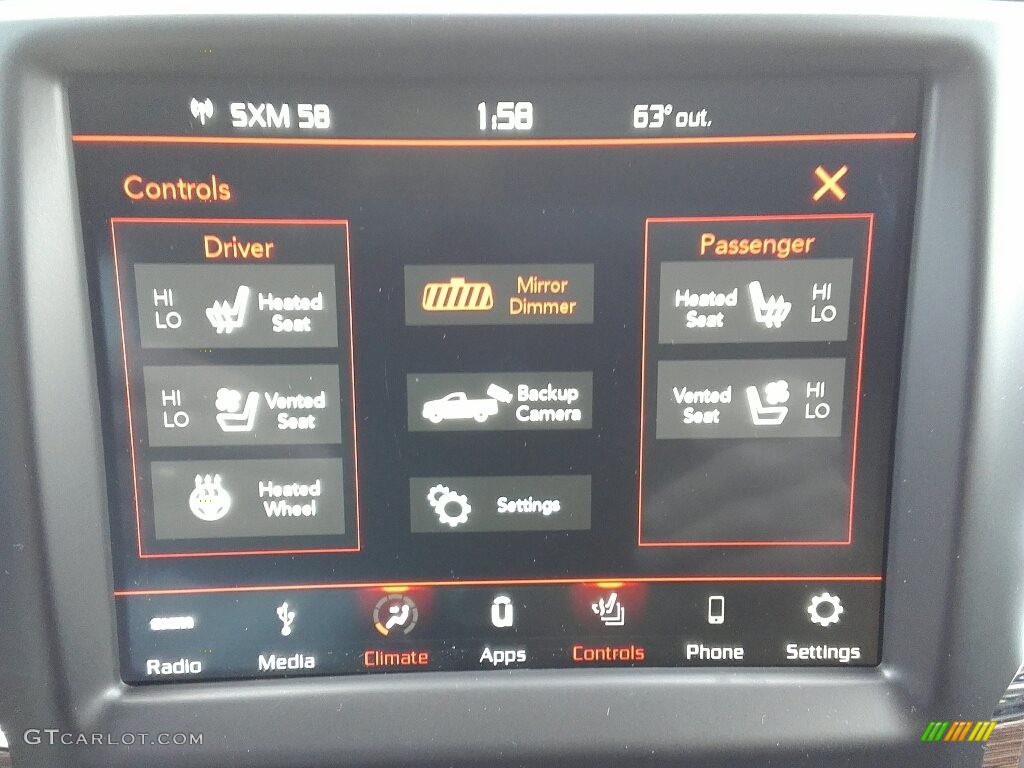 SXM 58 1:58 63° out.
Controls
Driver
HI
LO
Heated
Seat
HI
LO
Vented
Seat
Heated
Wheel
Mirror
Dimmer
Backup
Camera
Settings
Passenger
Heated
Seat
HI
LO
Vented
Seat
HI
LO
Radio Media Climate Apps Controls Phone Settings
GTCARLOT.COM